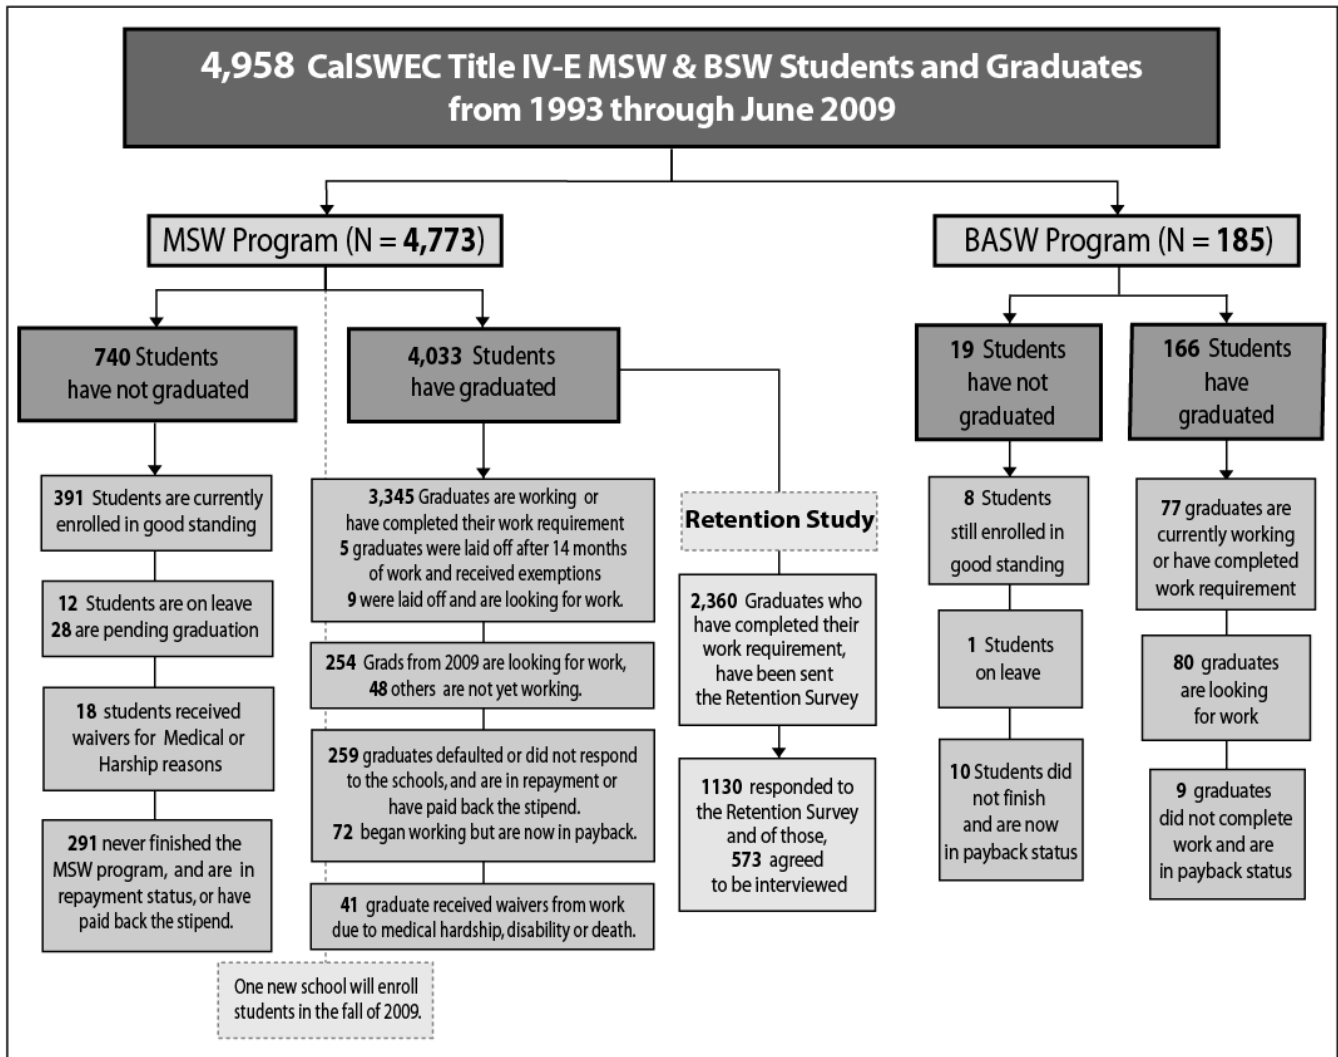 4,958 CalSWEC Title IV-E MSW & BSW Students and Graduates
from 1993 through June 2009
MSW Program (N = 4,773)
BASW Program (N = 185)
740 Students
have not graduated
4,033 Students
have graduated
19 Students
have not
graduated
166 Students
have
graduated
391 Students are currently
enrolled in good standing
12 Students are on leave
28 are pending graduation
18 students received
waivers for Medical or
Harship reasons
291 never finished the
MSW program, and are in
repayment status, or have
paid back the stipend.
3,345 Graduates are working or
have completed their work requirement
5 graduates were laid off after 14 months
of work and received exemptions
9 were laid off and are looking for work.
254 Grads from 2009 are looking for work,
48 others are not yet working.
259 graduates defaulted or did not respond
to the schools, and are in repayment or
have paid back the stipend.
72 began working but are now in payback.
41 graduate received waivers from work
due to medical hardship, disability or death.
One new school will enroll
students in the fall of 2009.
Retention Study
2,360 Graduates who
have completed their
work requirement,
have been sent
the Retention Survey
1130 responded to
the Retention Survey
and of those,
573 agreed
to be interviewed
8 Students
still enrolled in
good standing
1 Students
on leave
10 Students did
not finish
and are now
in payback status
77 graduates are
currently working
or have completed
work requirement
80 graduates
are looking
for work
9 graduates
did not complete
work and are
in payback status